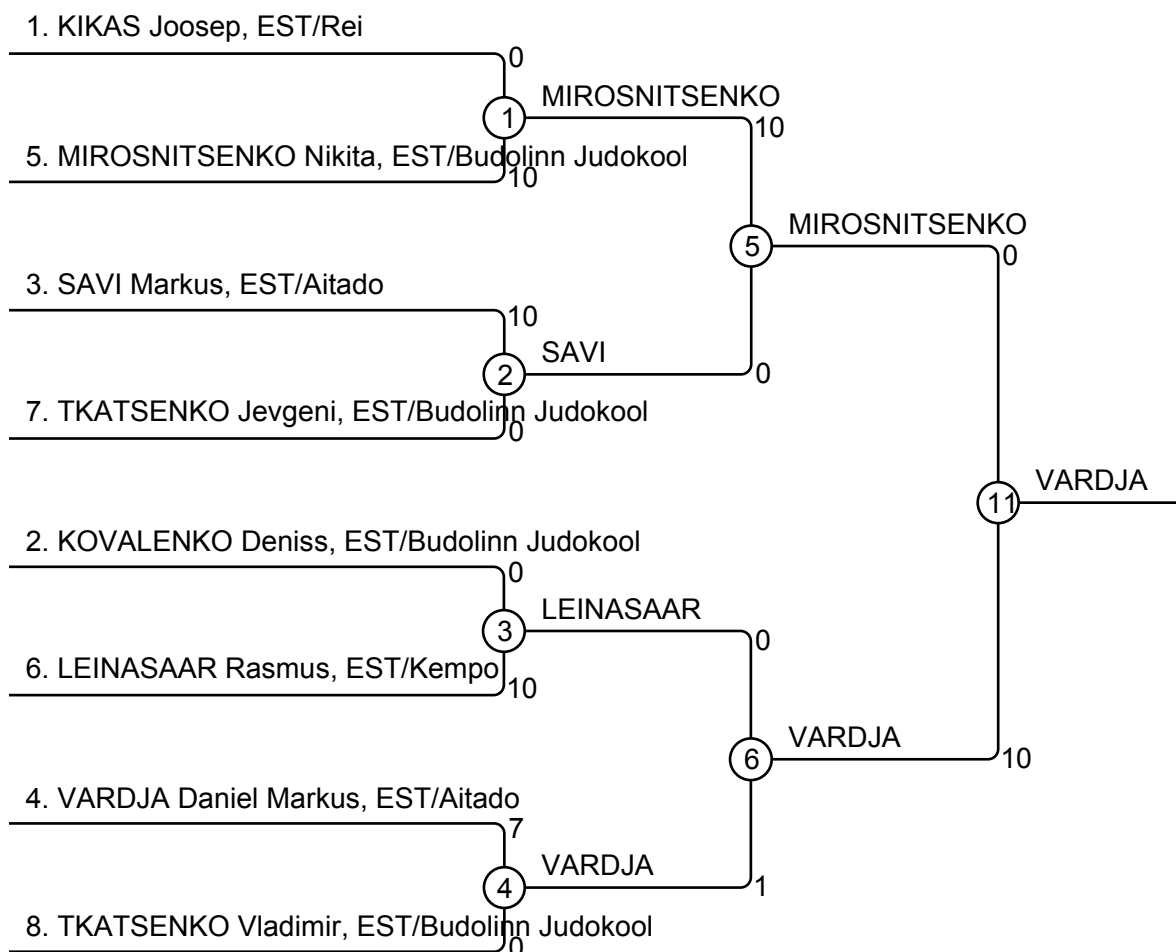 1. KIKAS Joosep, EST/Rei
0
1
MIROSNITSENKO
10
5. MIROSNITSENKO Nikita, EST/Budolinn Judokool
10
5
MIROSNITSENKO
0
3. SAVI Markus, EST/Aitado
10
2
SAVI
0
7. TKATSENKO Jevgeni, EST/Budolinn Judokool
0
11
VARDJA
2. KOVALENKO Deniss, EST/Budolinn Judokool
0
3
LEINASAAR
0
6. LEINASAAR Rasmus, EST/Kempo
10
6
VARDJA
10
4. VARDJA Daniel Markus, EST/Aitado
7
4
VARDJA
1
8. TKATSENKO Vladimir, EST/Budolinn Judokool
0